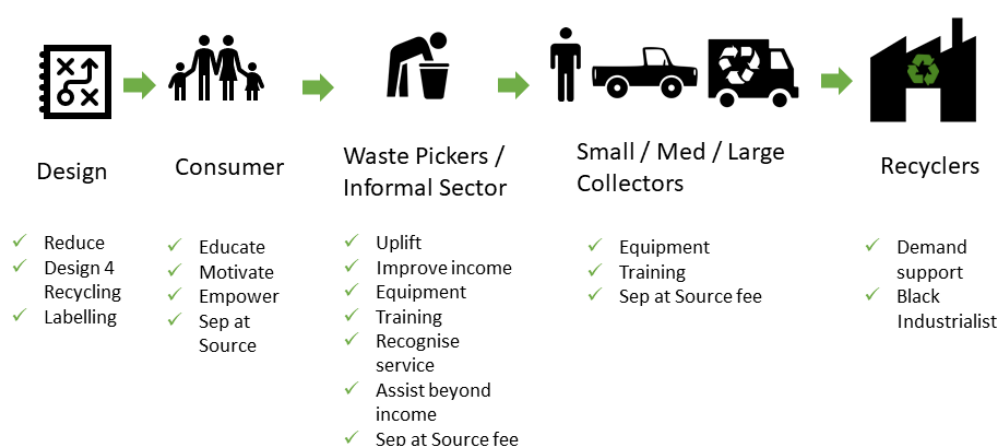 Design
Consumer
Waste Pickers /
Informal Sector
Small / Med / Large
Collectors
Recyclers
Reduce
Design 4
Recycling
Labelling
Educate
Motivate
Empower
Sep at
Source
Uplift
Improve income
Equipment
Training
Recognise
service
Assist beyond
income
Sep at Source fee
Equipment
Training
Sep at Source fee
Demand
support
Black
Industrialist